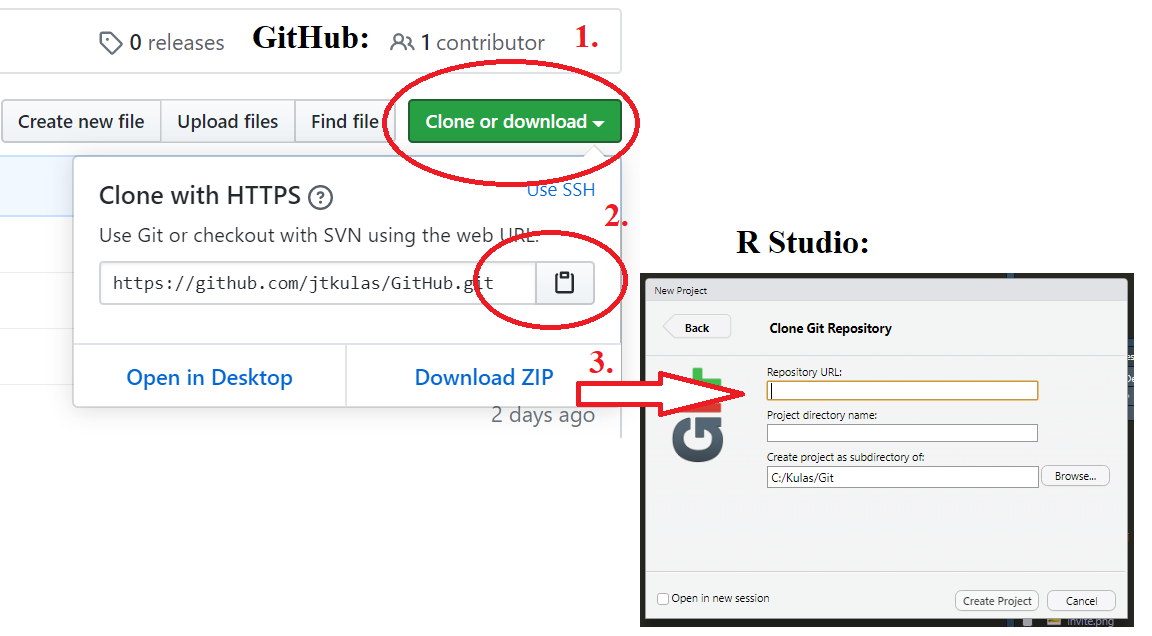 0 releases
GitHub:
1 contributor
1.
Create new file
Upload files
Find file
Clone or download
Clone with HTTPS ?
Use SSH
2.
Use Git or checkout with SVN using the web URL.
https://github.com/jtkulas/GitHub.git
Open in Desktop
Download ZIP
3.
2 days ago
R Studio:
New Project
Back
Clone Git Repository
Repository URL:
Project directory name:
Create project as subdirectory of:
C:/Kulas/Git
Browse...
Open in new session
Create Project
Cancel
invite.png